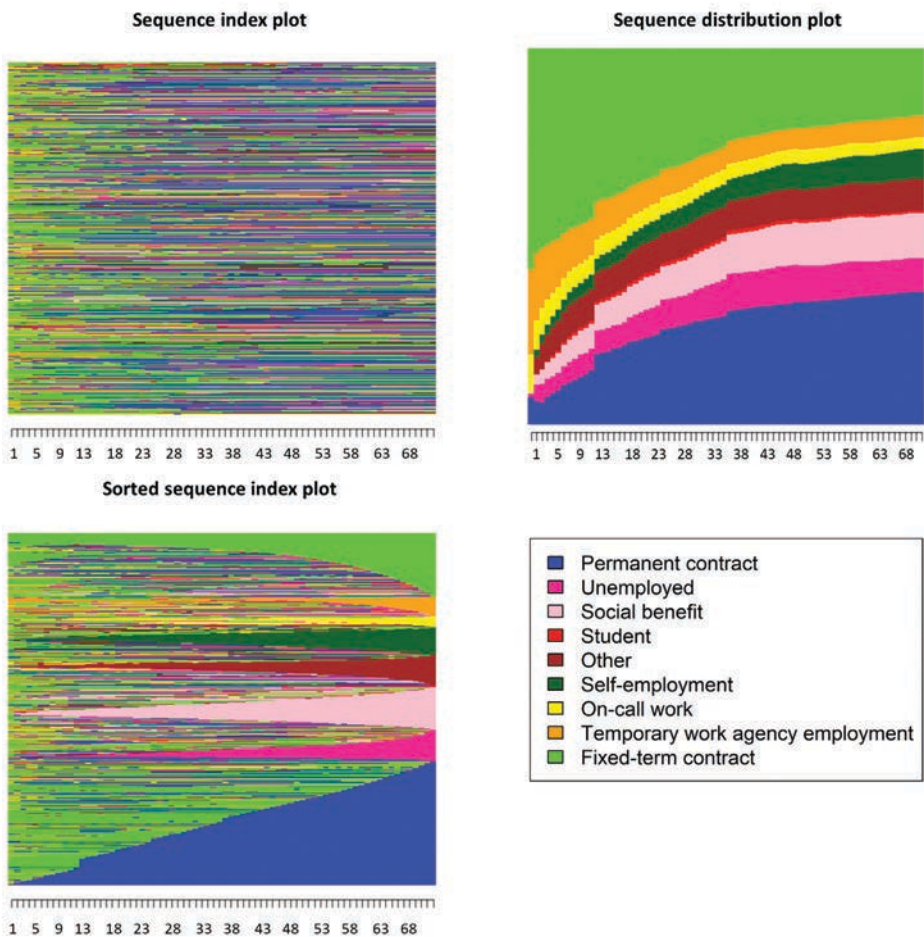 Sequence index plot
Sequence distribution plot
1 5 9 13 18 23 28 33 38 43 48 53 58 63 68
1 5 9 13 18 23 28 33 38 43 48 53 58 63 68
Sorted sequence index plot
Permanent contract
Unemployed
Social benefit
Student
Other
Self-employment
On-call work
Temporary work agency employment
Fixed-term contract
1 5 9 13 18 23 28 33 38 43 48 53 58 63 68